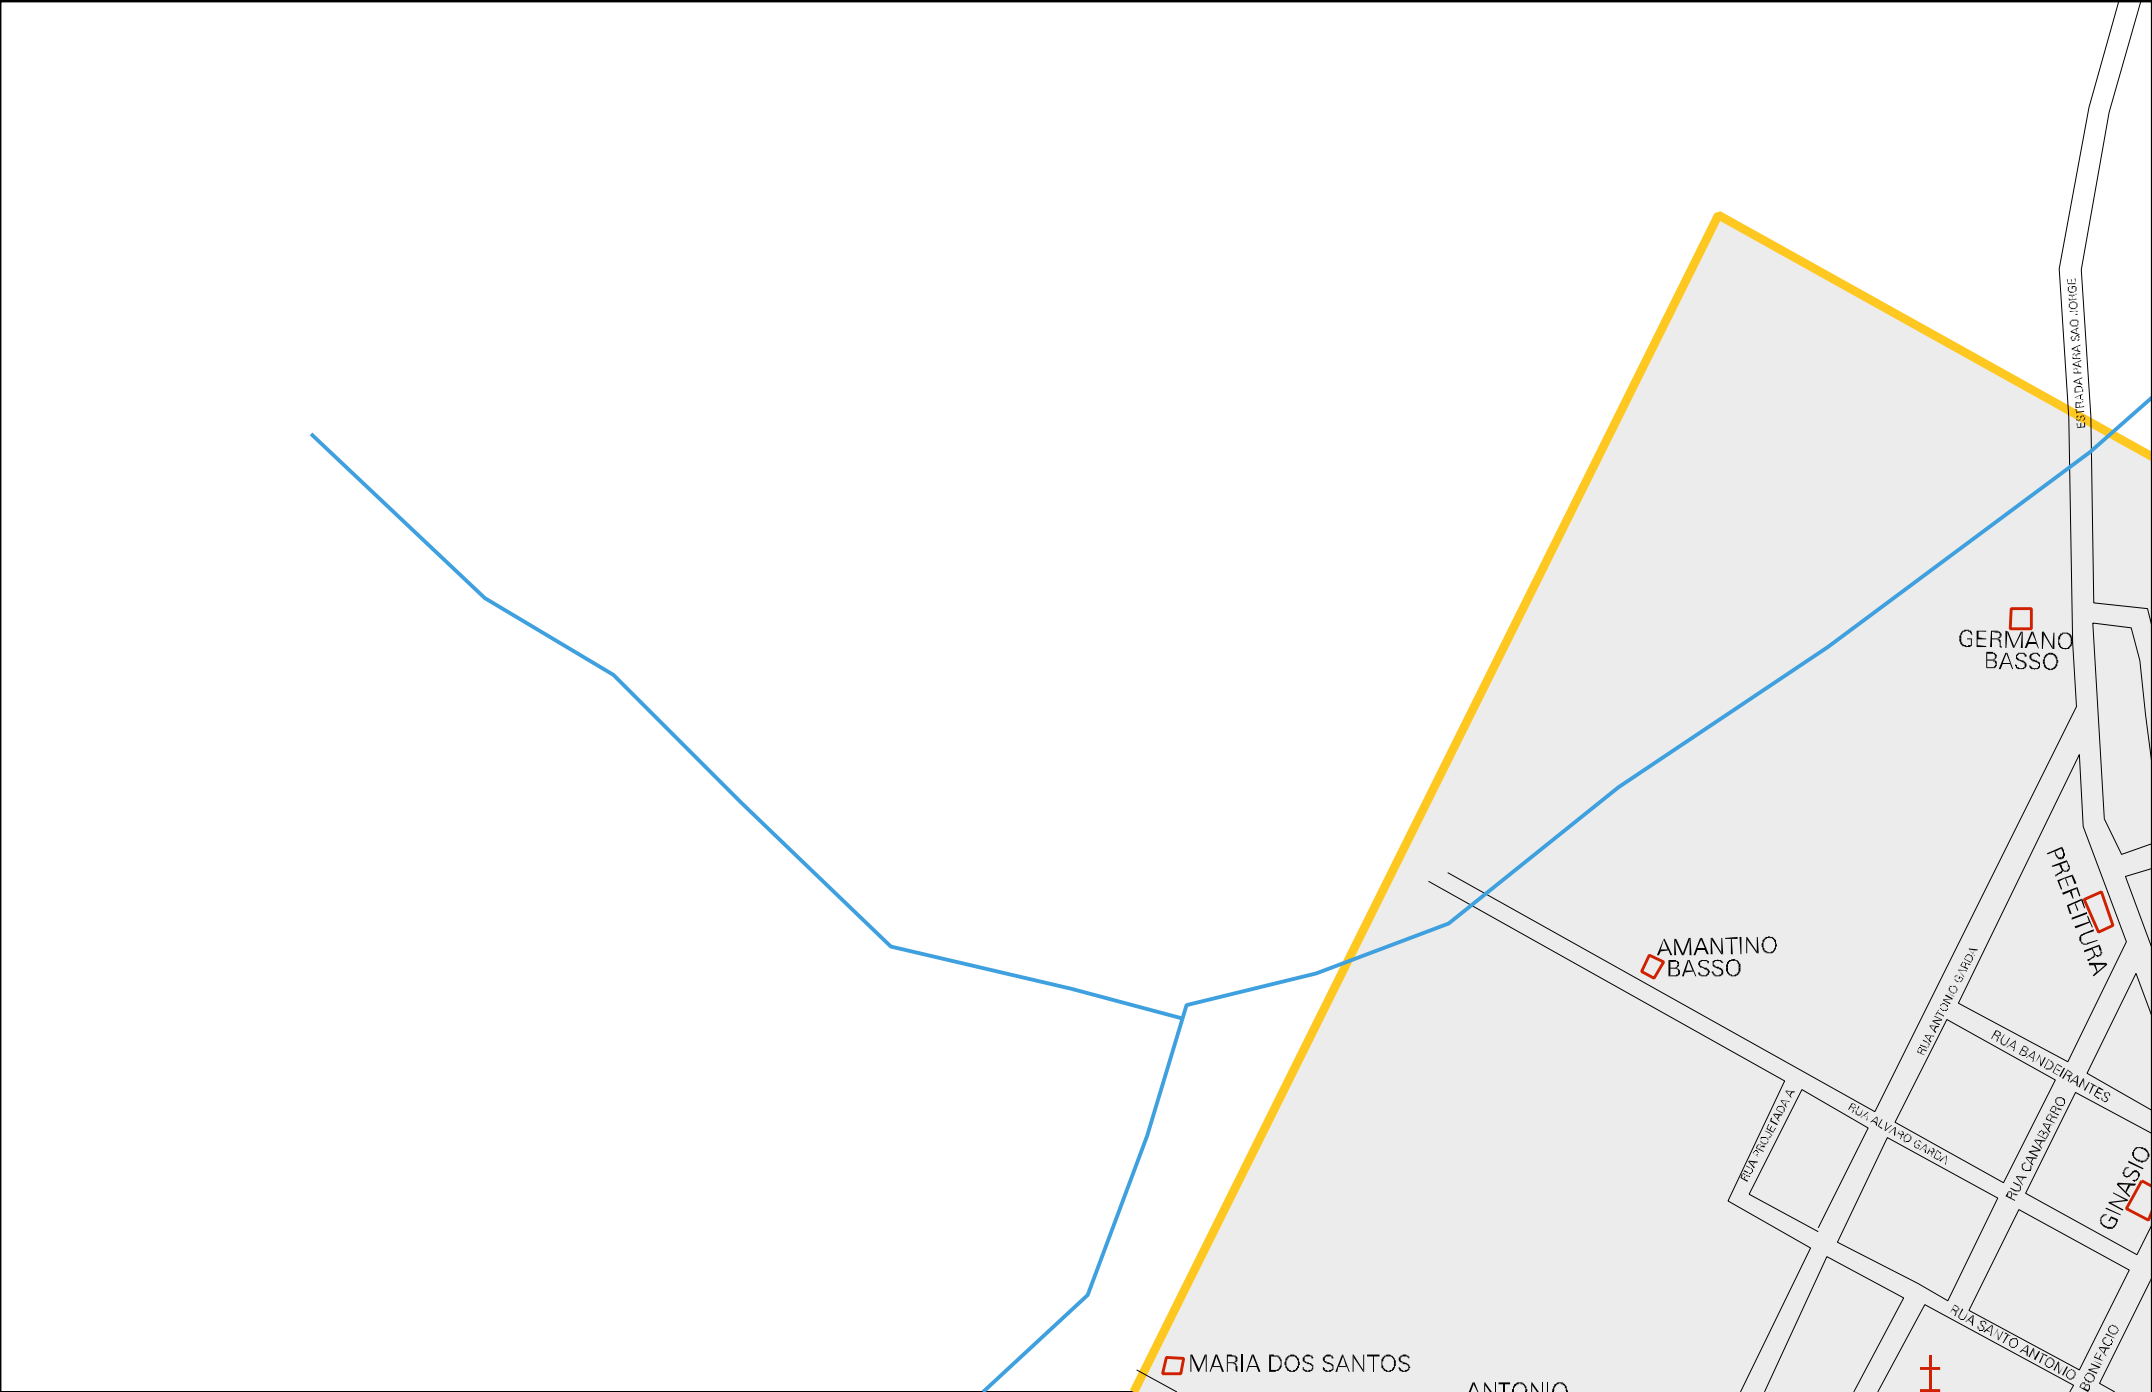 ESTRADA PARA SAO JORGE
GERMANO
BASSO
PREFEITURA
AMANTINO
BASSO
RUA ANTONIO GARDA
RUA BANDEIRANTES
RUA PROJETADA A
RUA ALVARO GARDA
RUA CANABARRO
GINASIO
RUA SANTO ANTONIO
BONIFACIO
MARIA DOS SANTOS
ANTONIO